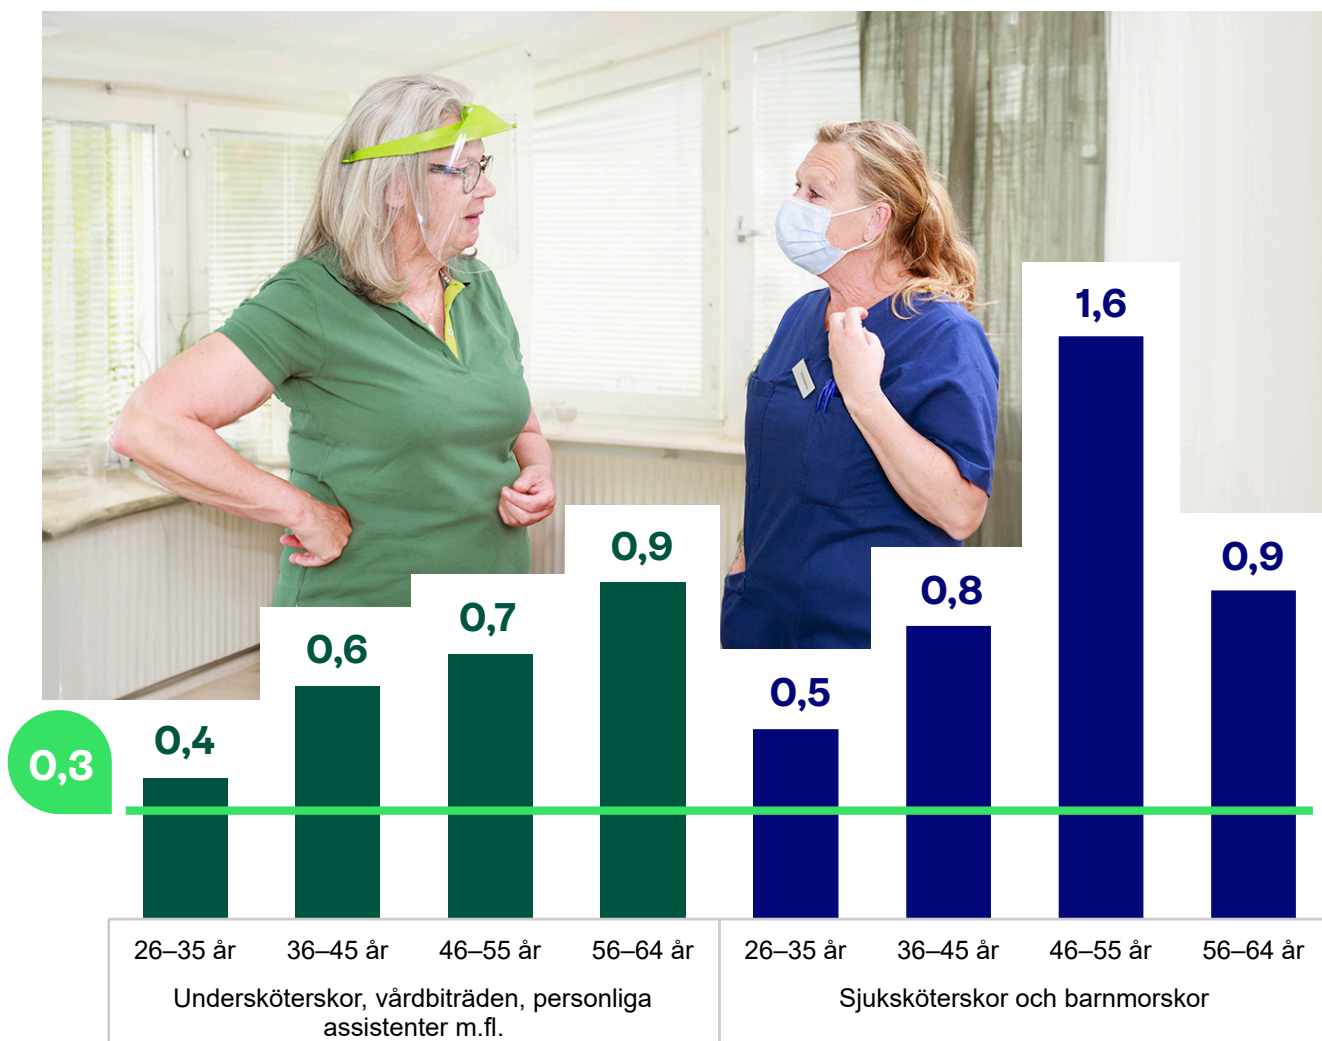 1,6
0,9
0,9
0,8
0,7
0,6
0,5
0,4
0,3
26–35 år 36–45 år 46–55 år 56–64 år 26–35 år 36–45 år 46–55 år 56–64 år
Undersköterskor, vårdbiträden, personliga
assistenter m.fl.
Sjuksköterskor och barnmorskor